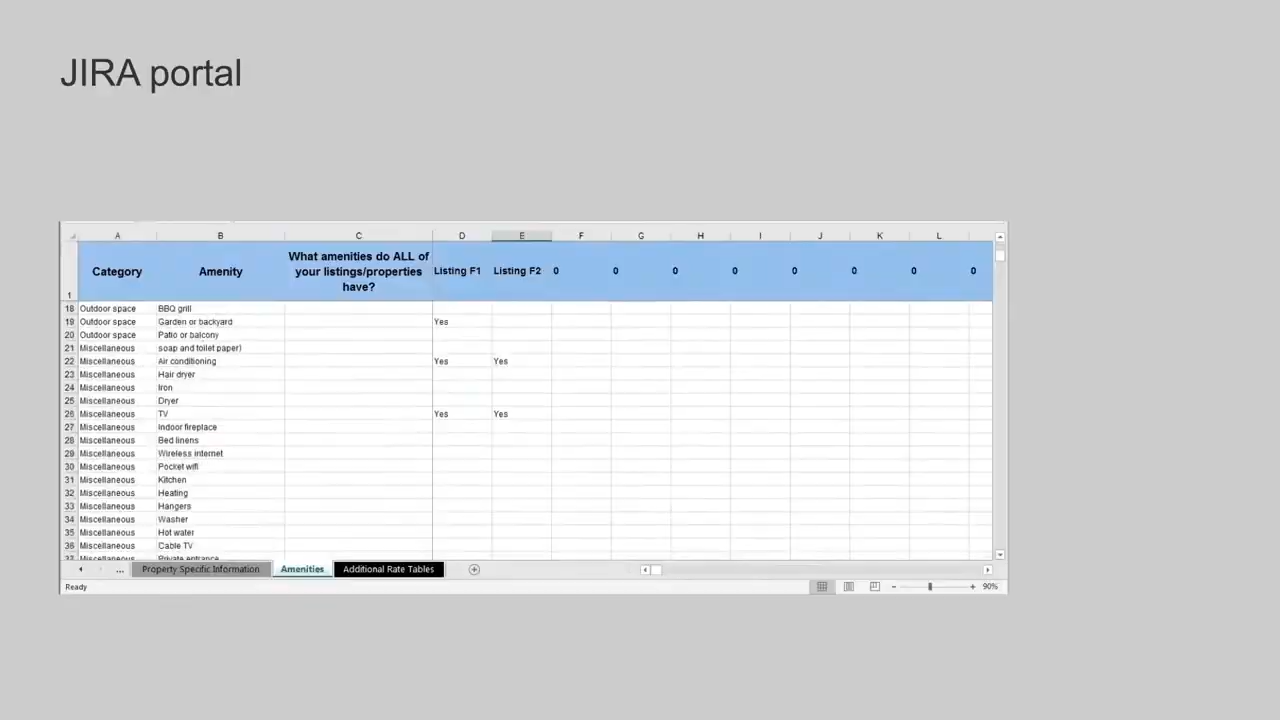 JIRA portal
A B C D E F G H I J K L
What amenities do ALL of
Category Amenity your listings/properties Listing F1 Listing F2 0 0 0 0 0 0 0 0
have?
1
18 Outdoor space BBQ grill
19 Outdoor space Garden or backyard Yes
20 Outdoor space Patio or balcony
21 Miscellaneous soap and toilet paper)
22 Miscellaneous Air conditioning Yes Yes
23 Miscellaneous Hair dryer
24 Miscellaneous Iron
25 Miscellaneous Dryer
26 Miscellaneous TV Yes Yes
27 Miscellaneous Indoor fireplace
28 Miscellaneous Bed linens
29 Miscellaneous Wireless internet
30 Miscellaneous Pocket wifi
31 Miscellaneous Kitchen
32 Miscellaneous Heating
33 Miscellaneous Hangers
34 Miscellaneous Washer
35 Miscellaneous Hot water
36 Miscellaneous Cable TV
37 Miscellaneous Private entrance
... Property Specific Information Amenities Additional Rate Tables
Ready 90%